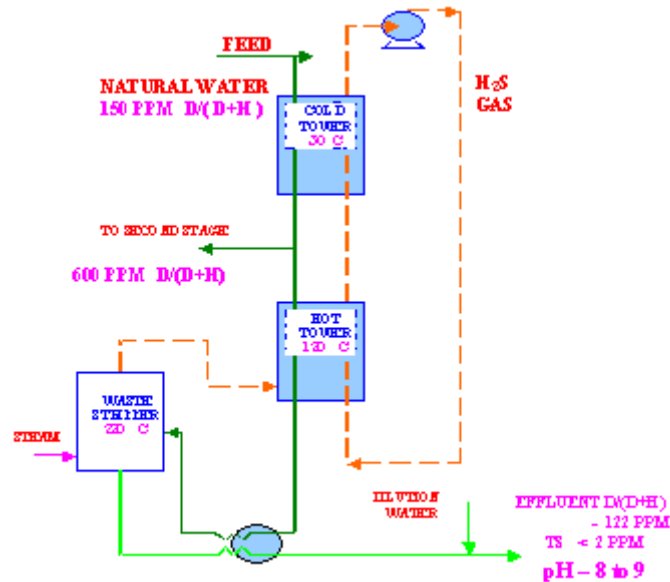 FEED
NATURAL WATER
150 PPM D/(D+H)
H₂S
GAS
COLD
TOWER
30 C
TO SECOND STAGE
600 PPM D/(D+H)
HOT
TOWER
130 C
WASTE
STRIPPER
220 C
STEAM
DILUTION
WATER
EFFLUENT D/(D+H)
- 122 PPM
TS < 2 PPM
pH – 8 to 9